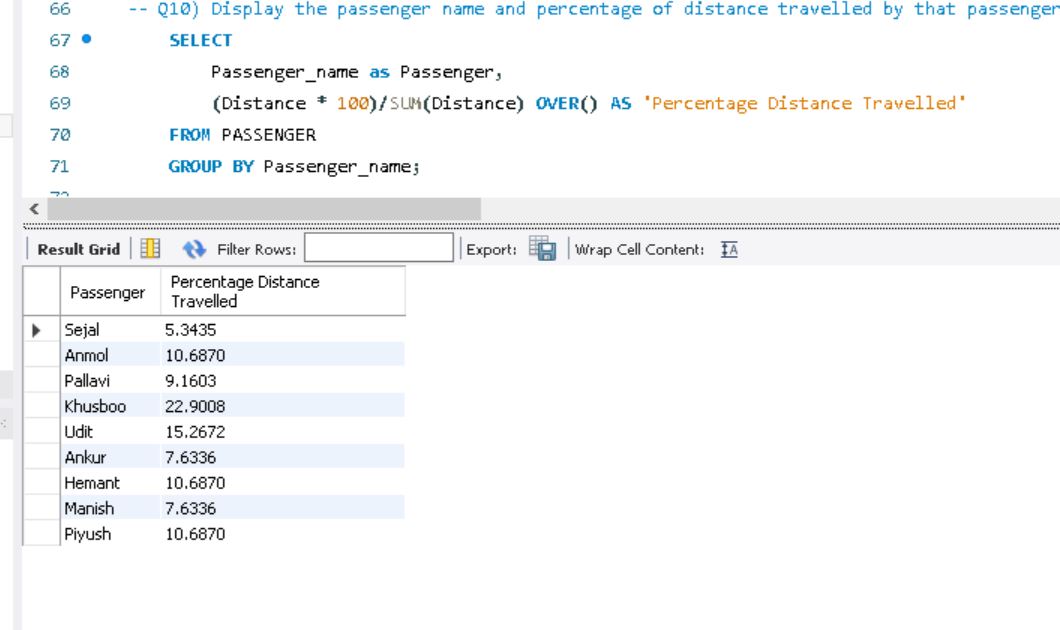 66 -- Q10) Display the passenger name and percentage of distance travelled by that passenger
67 SELECT
68 Passenger_name as Passenger,
69 (Distance * 100)/SUM(Distance) OVER() AS 'Percentage Distance Travelled'
70 FROM PASSENGER
71 GROUP BY Passenger_name;
Result Grid Filter Rows: Export: Wrap Cell Content: IA
Passenger Percentage Distance
Travelled
Sejal 5.3435
Anmol 10.6870
Pallavi 9.1603
Khusboo 22.9008
Udit 15.2672
Ankur 7.6336
Hemant 10.6870
Manish 7.6336
Piyush 10.6870